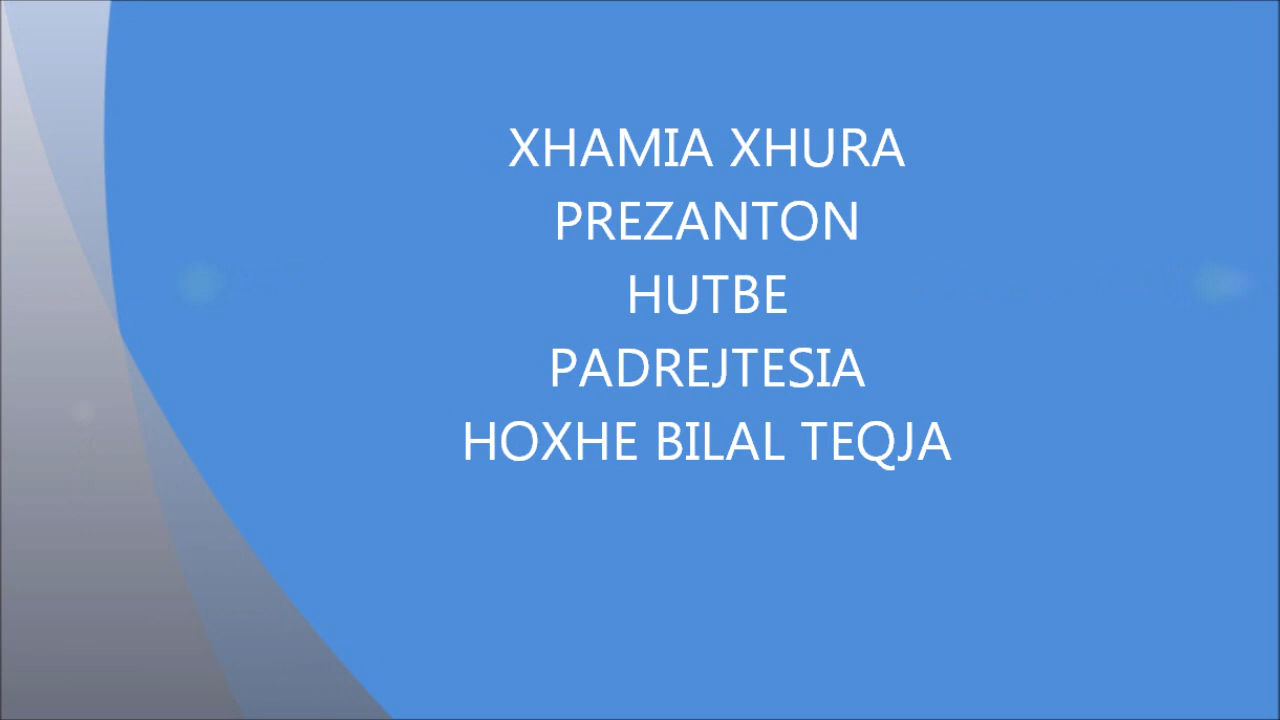 XHAMIA XHURA
PREZANTON
HUTBE
PADREJTESIA
HOXHE BILAL TEQJA